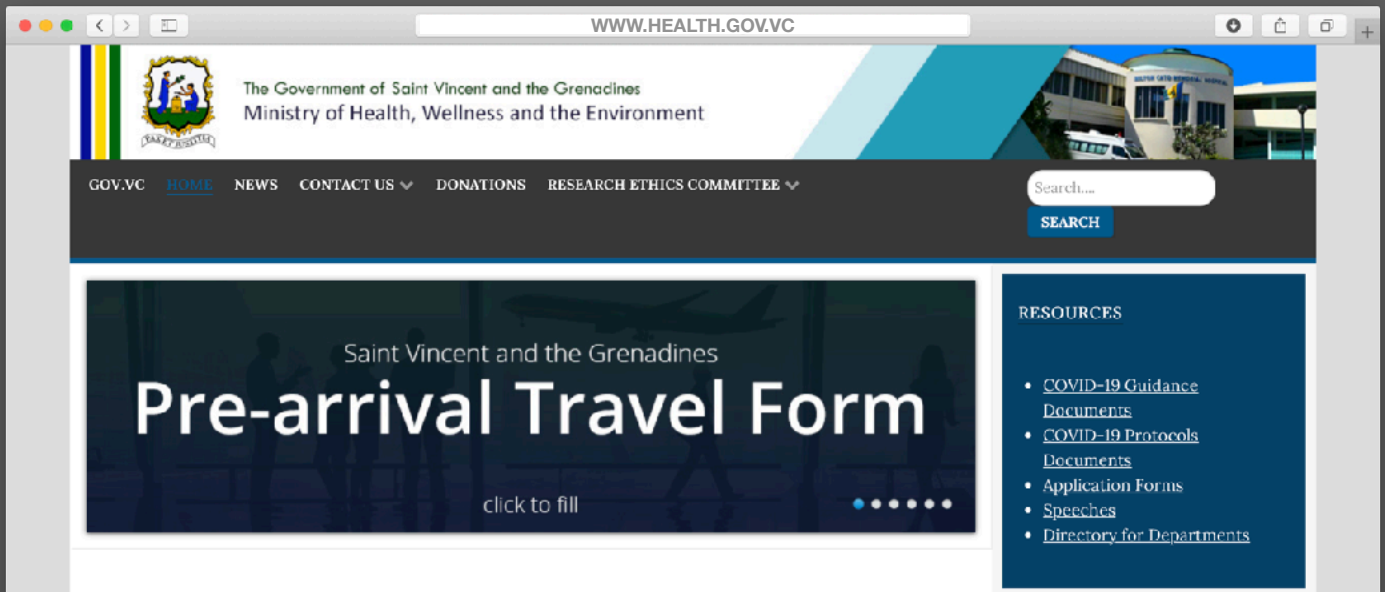 WWW.HEALTH.GOV.VC
The Government of Saint Vincent and the Grenadines
Ministry of Health, Wellness and the Environment
GOV.VC HOME NEWS CONTACT US DONATIONS RESEARCH ETHICS COMMITTEE
Search....
SEARCH
Saint Vincent and the Grenadines
Pre-arrival Travel Form
click to fill
RESOURCES
COVID-19 Guidance
Documents
COVID-19 Protocols
Documents
Application Forms
Speeches
Directory for Departments